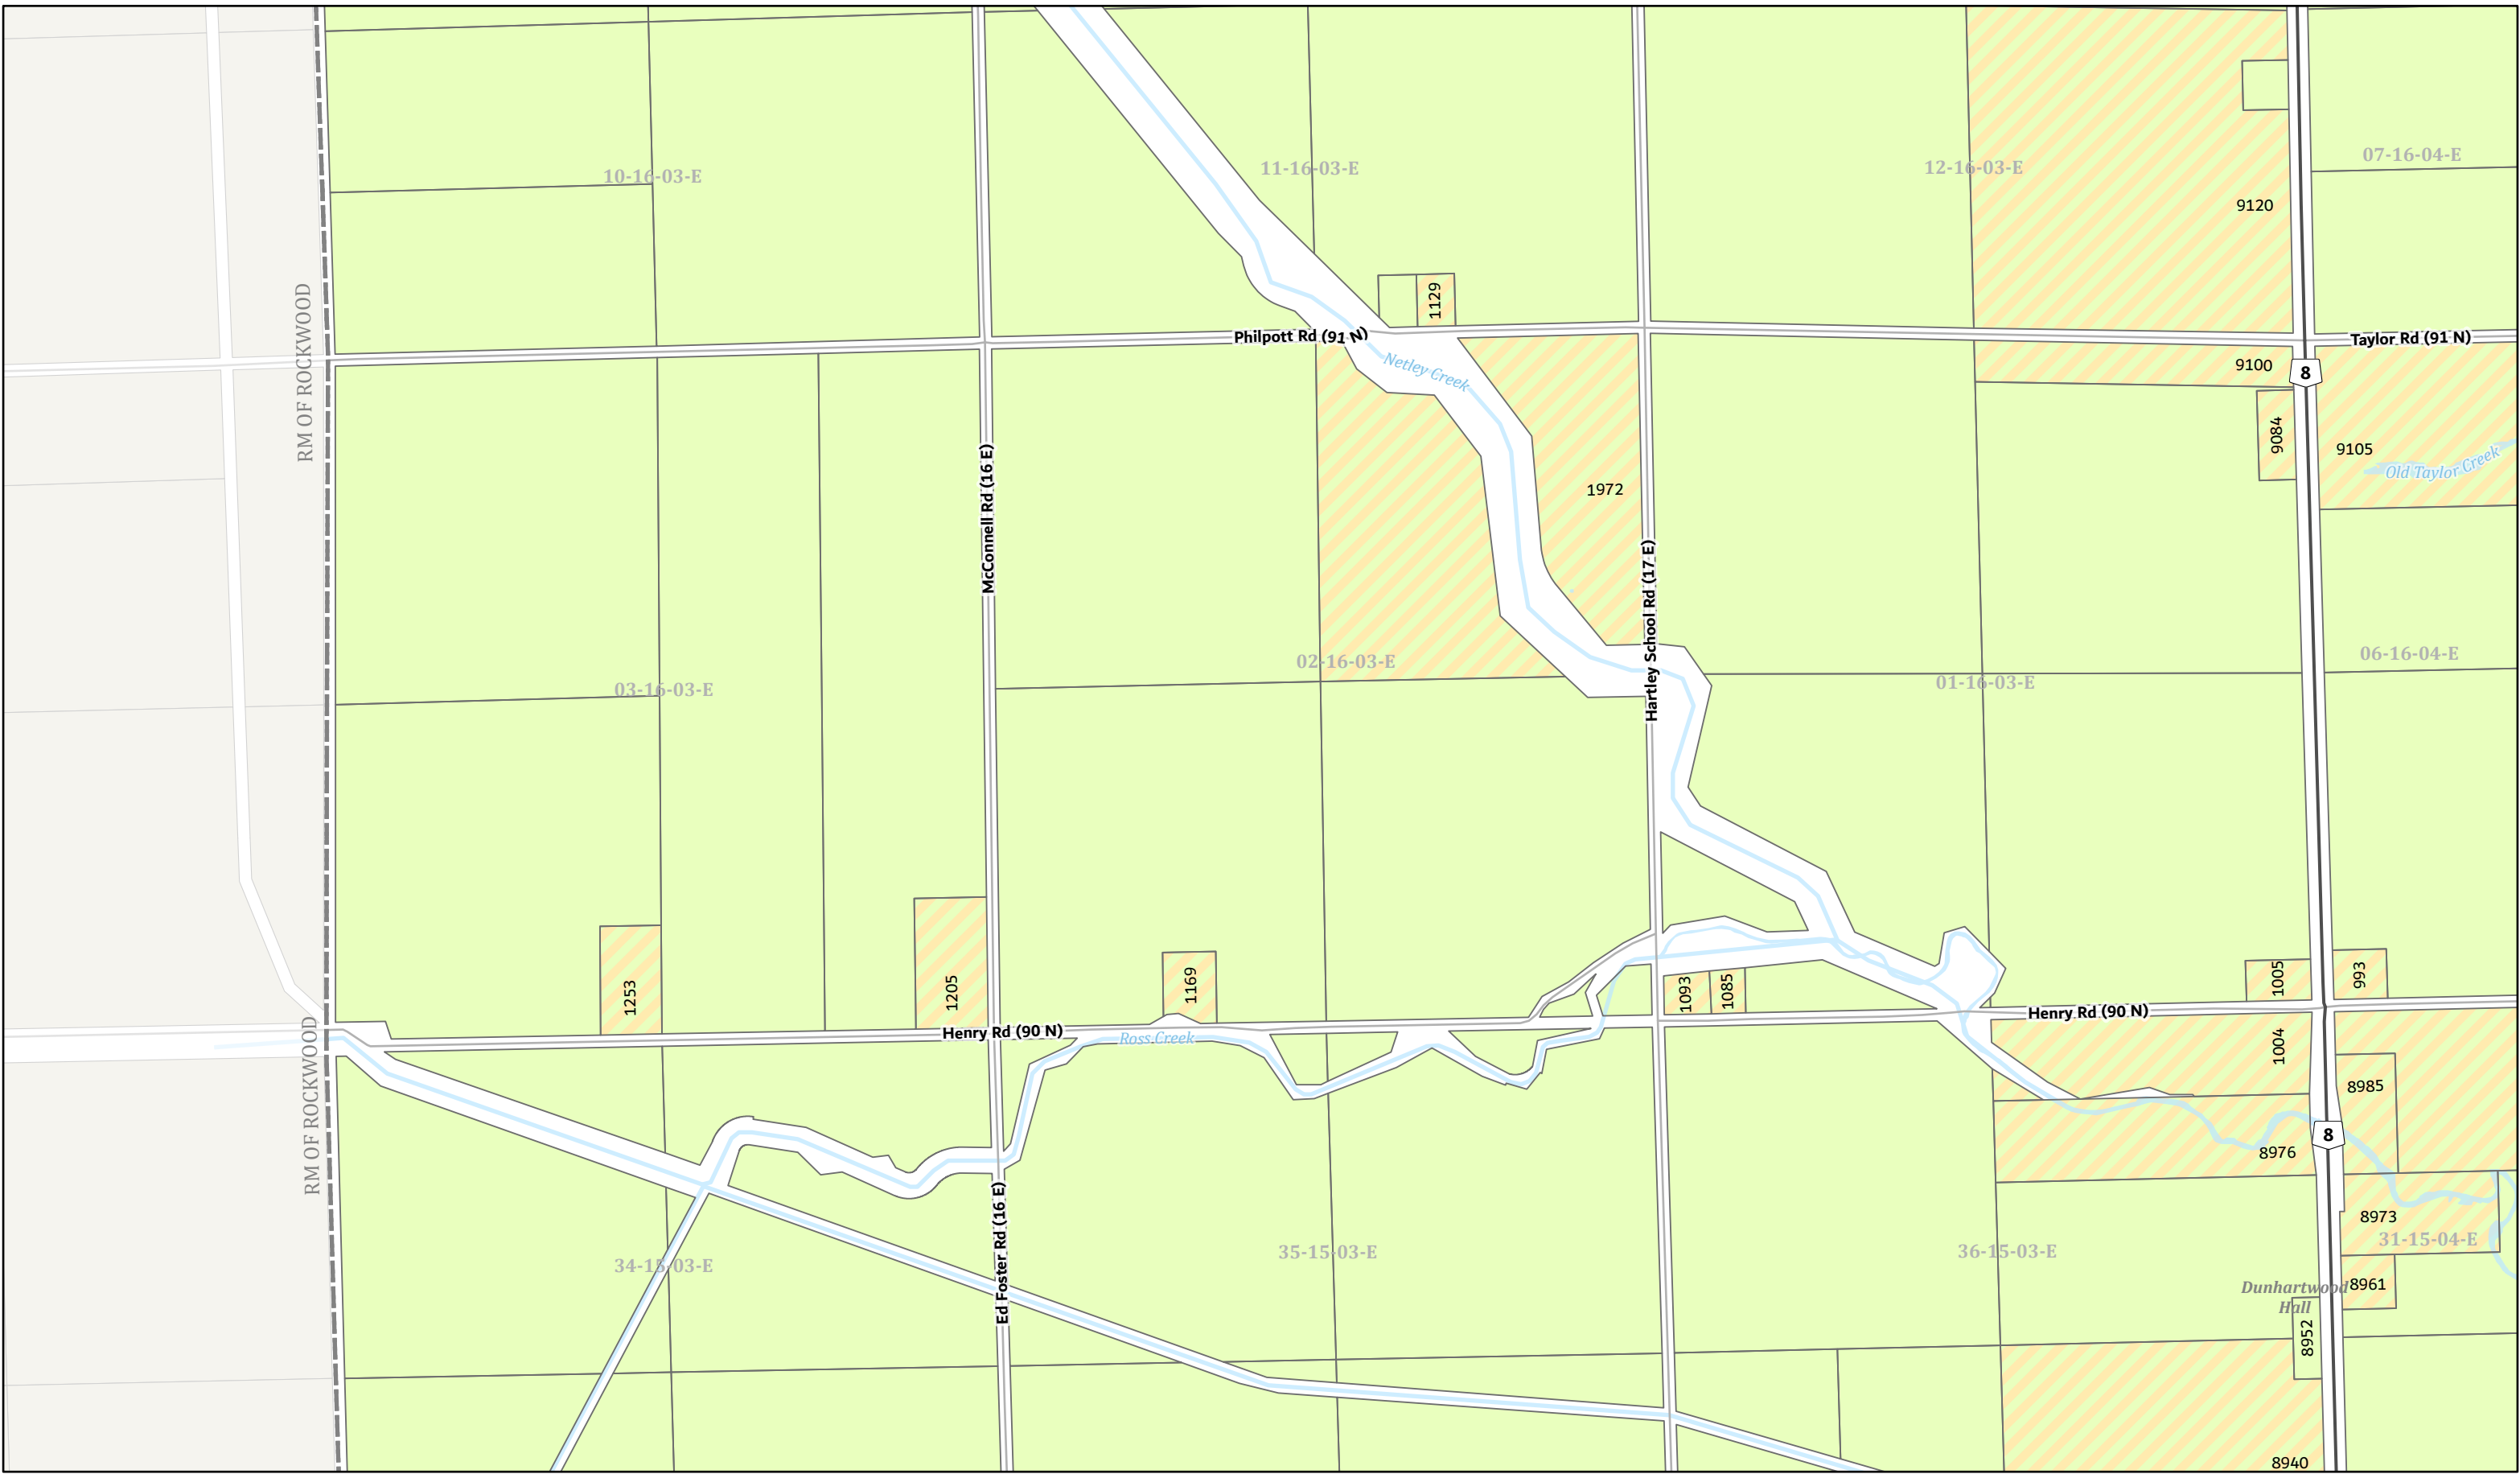 07-16-04-E
10-16-03-E
11-16-03-E
12-16-03-E
9120
RM OF ROCKWOOD
1129
Philpott Rd (91 N)
Taylor Rd (91 N)
9100
8
Netley Creek
9084
9105
Old Taylor Creek
McConnell Rd (16 E)
1972
Hartley School Rd (17 E)
02-16-03-E
06-16-04-E
03-16-03-E
01-16-03-E
1253
1205
1169
1093
1085
1005
993
Henry Rd (90 N)
Ross Creek
Henry Rd (90 N)
1004
RM OF ROCKWOOD
8985
8
8976
Ed Foster Rd (16 E)
8973
31-15-04-E
34-15-03-E
35-15-03-E
36-15-03-E
Dunhartwood
Hall
8961
8952
8940